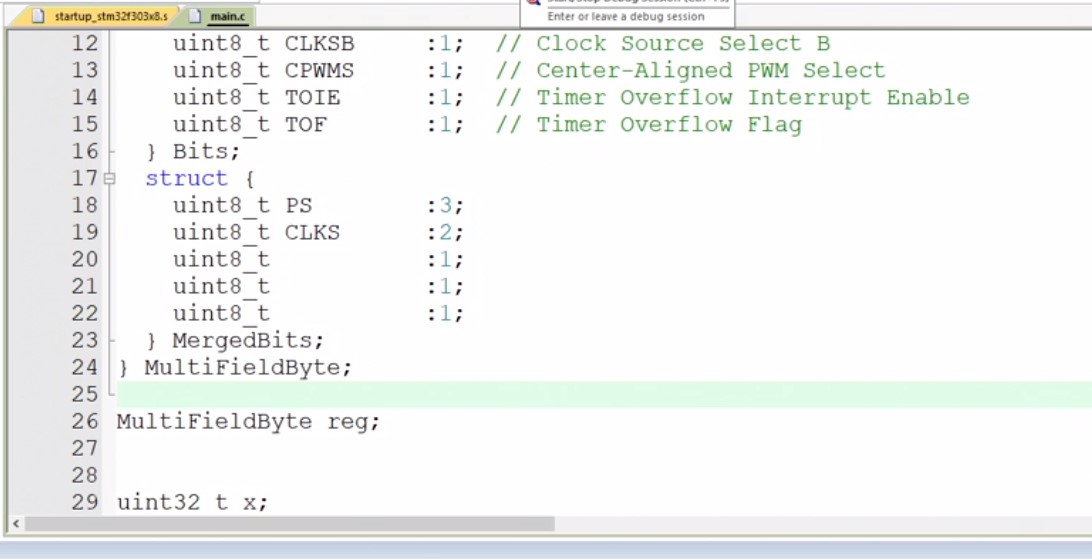 Enter or leave a debug session
startup_stm32f303x8.s main.c
12 uint8_t CLKSB :1; // Clock Source Select B
13 uint8_t CPWMS :1; // Center-Aligned PWM Select
14 uint8_t TOIE :1; // Timer Overflow Interrupt Enable
15 uint8_t TOF :1; // Timer Overflow Flag
16 } Bits;
17 struct {
18 uint8_t PS :3;
19 uint8_t CLKS :2;
20 uint8_t :1;
21 uint8_t :1;
22 uint8_t :1;
23 } MergedBits;
24 } MultiFieldByte;
25
26 MultiFieldByte reg;
27
28
29 uint32 t x;